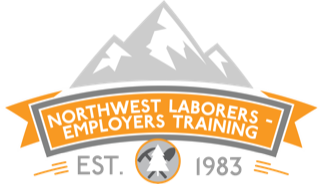 NORTHWEST LABORERS -
EMPLOYERS TRAINING
EST. 1983